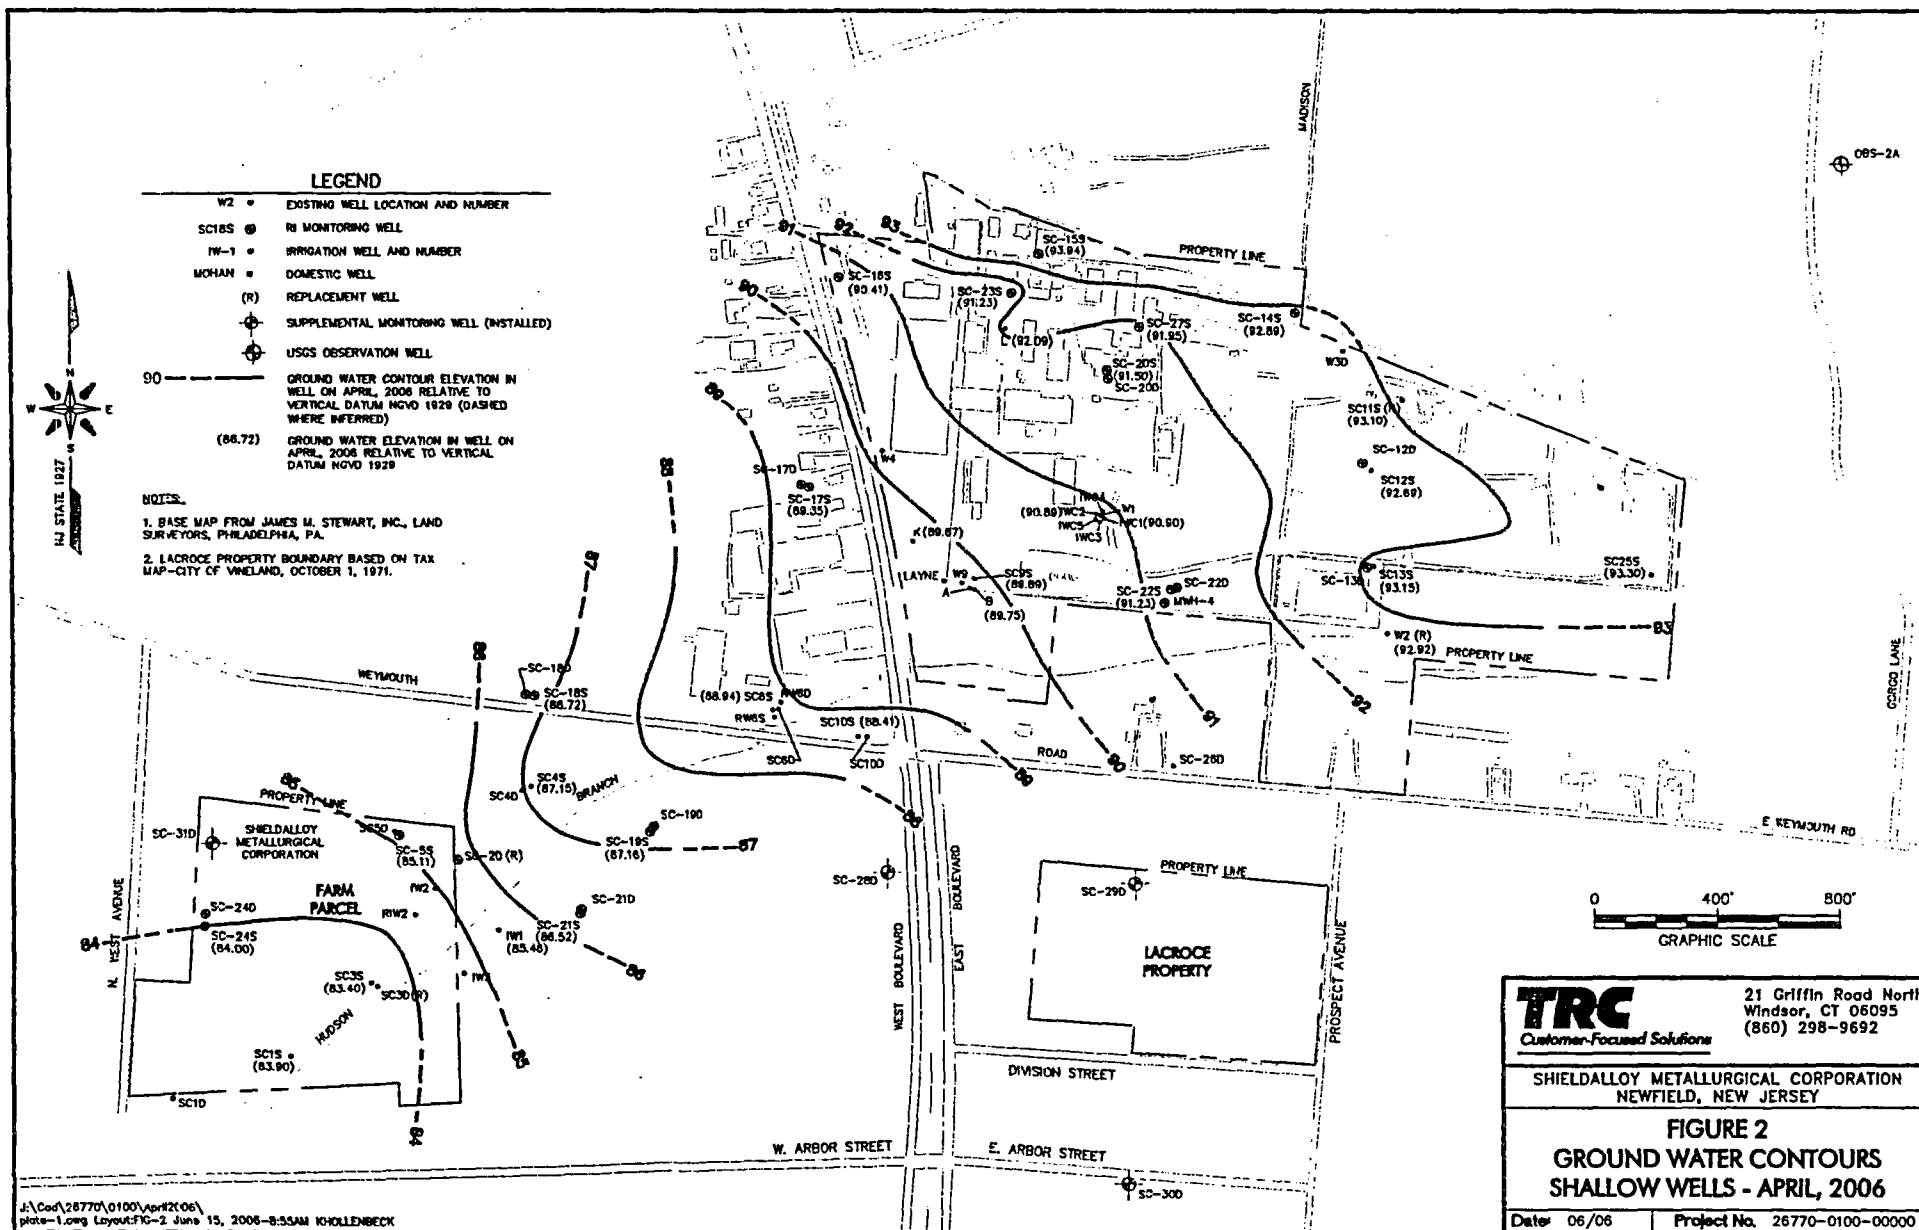 LEGEND
W2 EXISTING WELL LOCATION AND NUMBER
SC18S RI MONITORING WELL
IW-1 IRRIGATION WELL AND NUMBER
MOHAN DOMESTIC WELL
(R) REPLACEMENT WELL
SUPPLEMENTAL MONITORING WELL (INSTALLED)
USGS OBSERVATION WELL
90 GROUND WATER CONTOUR ELEVATION IN
WELL ON APRIL, 2006 RELATIVE TO
VERTICAL DATUM NGVD 1929 (DASHED
WHERE INFERRED)
(86.72) GROUND WATER ELEVATION IN WELL ON
APRIL, 2006 RELATIVE TO VERTICAL
DATUM NGVD 1929
NOTES:
1. BASE MAP FROM JAMES M. STEWART, INC., LAND
SURVEYORS, PHILADELPHIA, PA.
2. LACROCE PROPERTY BOUNDARY BASED ON TAX
MAP-CITY OF VINELAND, OCTOBER 1, 1971.
N
W E
S
NJ STATE 1927
MADISON
OBS-2A
91
92
93
SC-15S
(93.94)
PROPERTY LINE
SC-16S
(90.41)
SC-23S
(91.23)
L (92.09)
SC-27S
(91.95)
SC-14S
(92.89)
W3D
SC-20S
(91.50)
SC-20D
SC11S (R)
(93.10)
SC-12D
SC12S
(92.69)
90
89
88
87
86
W4
SC-17D
SC-17S
(89.35)
K(89.67)
(90.89)IWC2
W1
IWC1(90.90)
IWC5
IWC3
LAYNE
W9
SC9S
(89.89)
A
B
(89.75)
SC-22S
(91.23)
SC-22D
MWH-4
SC13S
(93.15)
SC25S
(93.30)
93
W2 (R)
(92.92)
PROPERTY LINE
GORGO LANE
WEYMOUTH
SC-18D
SC-18S
(86.72)
(88.94) SC6S
RW6D
RW6S
SC6D
SC10S (88.41)
SC10D
ROAD
SC-26D
91
92
90
89
88
87
86
SC4S
(87.15)
SC4D
BRANCH
SC-19D
SC-19S
(87.16)
E WEYMOUTH RD
85
PROPERTY LINE
SC-31D
SHIELDALLOY
METALLURGICAL
CORPORATION
SC5D
SC-5S
(85.11)
SC-2D (R)
FARM
PARCEL
IW2
RIW2
SC-24D
SC-24S
(84.00)
84
N. WEST AVENUE
IW1
(85.48)
SC-21D
SC-21S
(86.52)
SC3S
(83.40)
SC3D(R)
IW3
HUDSON
SC1S
(83.90)
SC1D
85
84
SC-28D
SC-29D
PROPERTY LINE
LACROCE
PROPERTY
WEST BOULEVARD
EAST BOULEVARD
PROSPECT AVENUE
DIVISION STREET
W. ARBOR STREET
E. ARBOR STREET
SC-30D
0 400' 800'
GRAPHIC SCALE
TRC
Customer-Focused Solutions
21 Griffin Road North
Windsor, CT 06095
(860) 298-9692
SHIELDALLOY METALLURGICAL CORPORATION
NEWFIELD, NEW JERSEY
FIGURE 2
GROUND WATER CONTOURS
SHALLOW WELLS - APRIL, 2006
Date: 06/06 Project No. 26770-0100-00000
J:\Cad\26770\0100\April2006\
plate-1.dwg Layout:FIG-2 June 15, 2006-8:55AM KHOLLENBECK